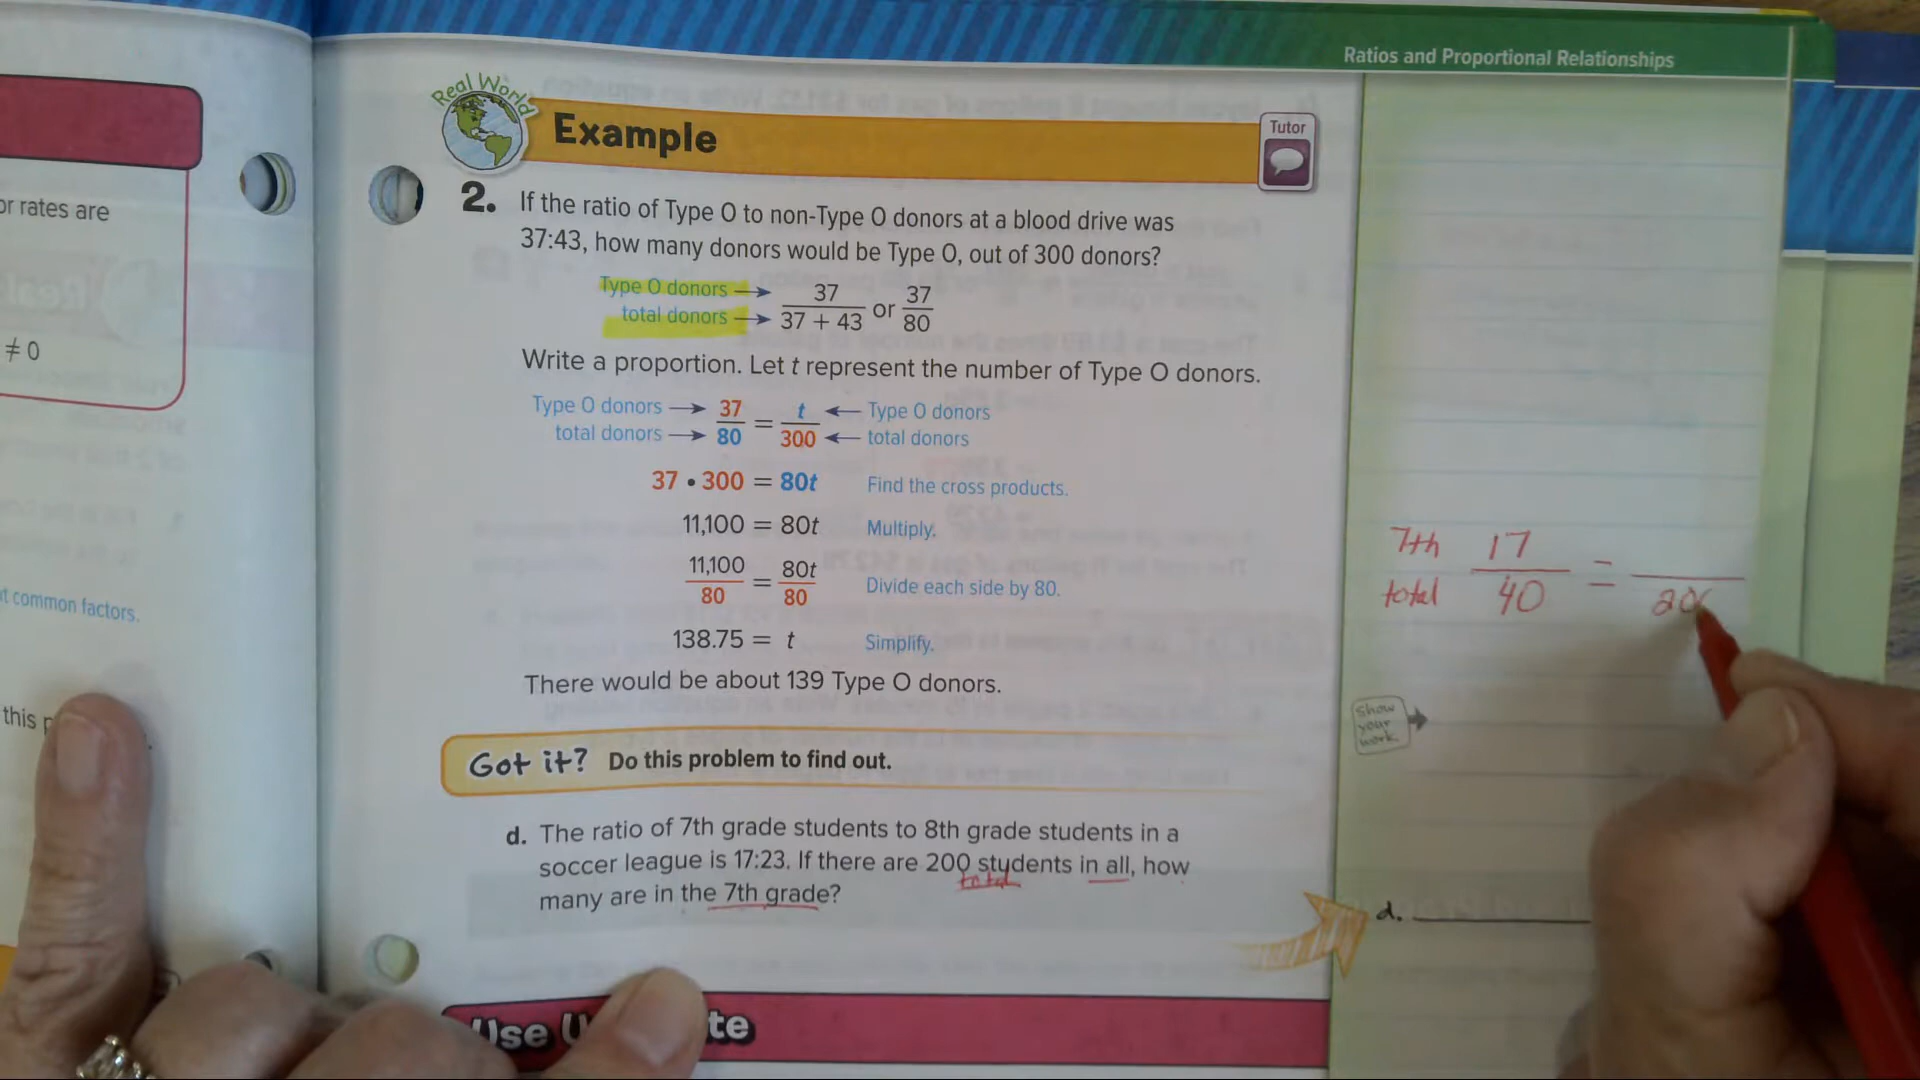 Ratios and Proportional Relationships
Real World
Example
Tutor
or rates are
≠ 0
t common factors.
this p
2. If the ratio of Type O to non-Type O donors at a blood drive was
37:43, how many donors would be Type O, out of 300 donors?
Type O donors → 37 / 37 + 43 or 37 / 80
total donors →
Write a proportion. Let t represent the number of Type O donors.
Type O donors → 37 = t ← Type O donors
total donors → 80 300 ← total donors
37 • 300 = 80t Find the cross products.
11,100 = 80t Multiply.
11,100 / 80 = 80t / 80 Divide each side by 80.
138.75 = t Simplify.
There would be about 139 Type O donors.
Got it? Do this problem to find out.
d. The ratio of 7th grade students to 8th grade students in a
soccer league is 17:23. If there are 200 students in all, how
total
many are in the 7th grade?
7th 17 =
total 40 200
Show
your
work.
d.
Use
te